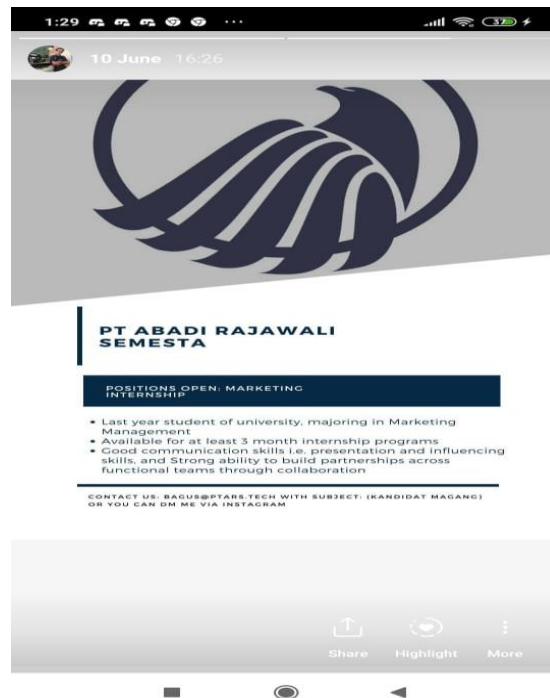 1:29 ... 37
10 June 16:26
PT ABADI RAJAWALI
SEMESTA
POSITIONS OPEN: MARKETING
INTERNSHIP
• Last year student of university, majoring in Marketing
Management
• Available for at least 3 month internship programs
• Good communication skills i.e. presentation and influencing
skills, and Strong ability to build partnerships across
functional teams through collaboration
CONTACT US: BAGUS@PTARS.TECH WITH SUBJECT: (KANDIDAT MAGANG)
OR YOU CAN DM ME VIA INSTAGRAM
Share Highlight More